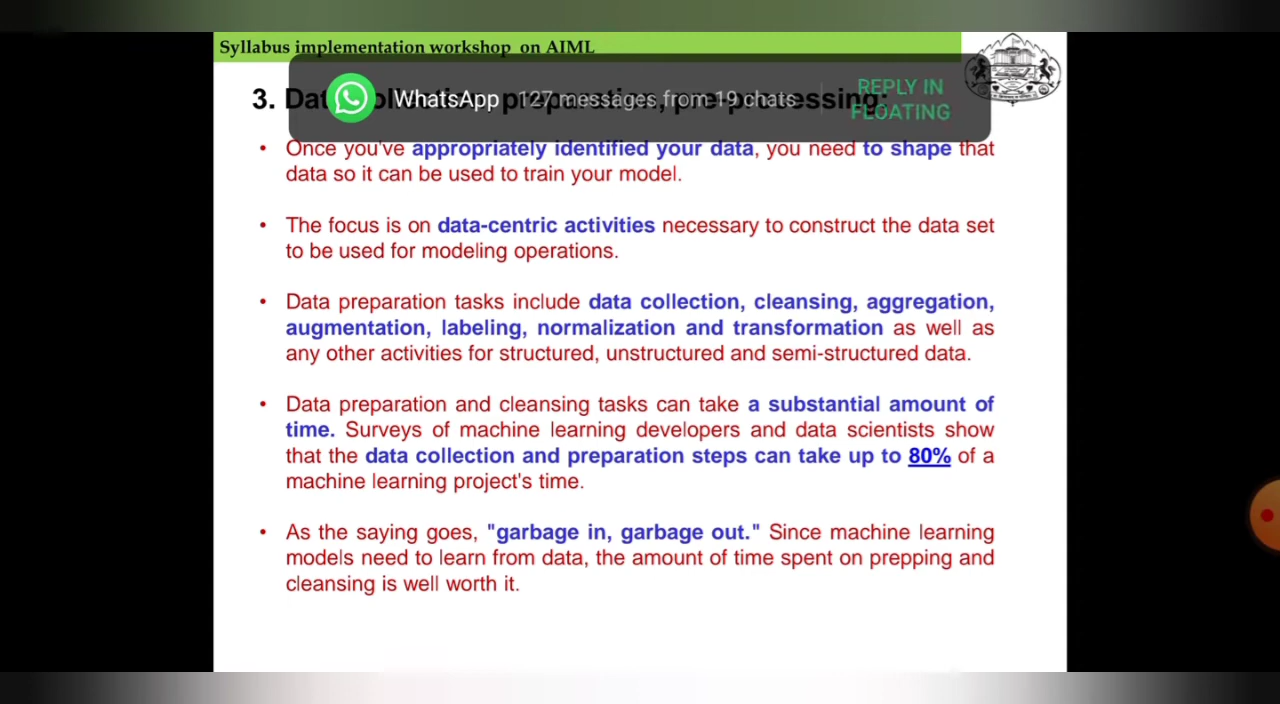 Syllabus implementation workshop on AIML
3. Data collection, preparation, pre-processing:
WhatsApp 127 messages from 19 chats
REPLY IN
FLOATING
• Once you've appropriately identified your data, you need to shape that
data so it can be used to train your model.
• The focus is on data-centric activities necessary to construct the data set
to be used for modeling operations.
• Data preparation tasks include data collection, cleansing, aggregation,
augmentation, labeling, normalization and transformation as well as
any other activities for structured, unstructured and semi-structured data.
• Data preparation and cleansing tasks can take a substantial amount of
time. Surveys of machine learning developers and data scientists show
that the data collection and preparation steps can take up to 80% of a
machine learning project's time.
• As the saying goes, "garbage in, garbage out." Since machine learning
models need to learn from data, the amount of time spent on prepping and
cleansing is well worth it.